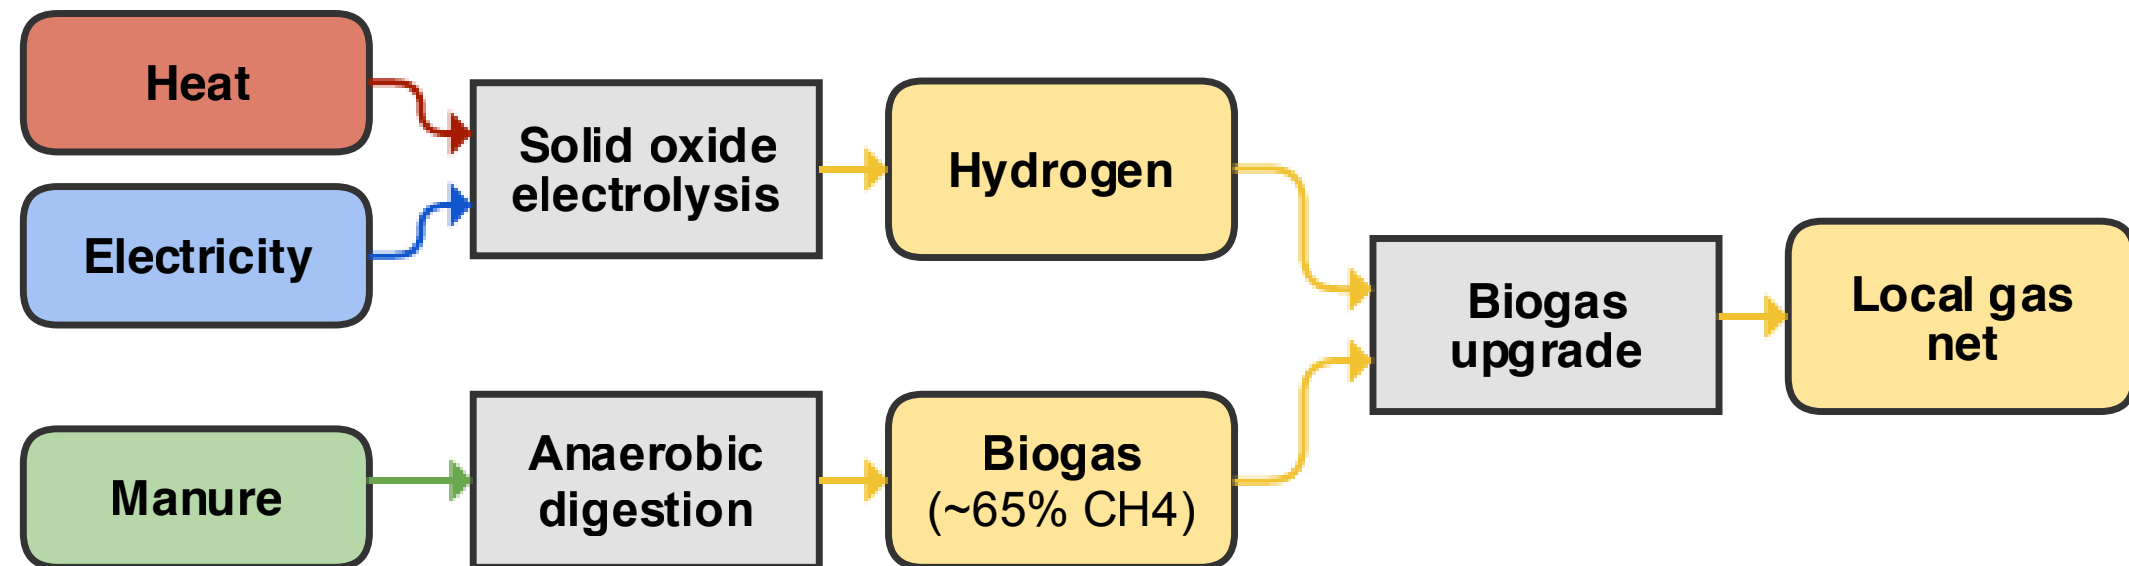 Heat
Electricity
Solid oxide
electrolysis
Hydrogen
Manure
Anaerobic
digestion
Biogas
(~65% CH4)
Biogas
upgrade
Local gas
net